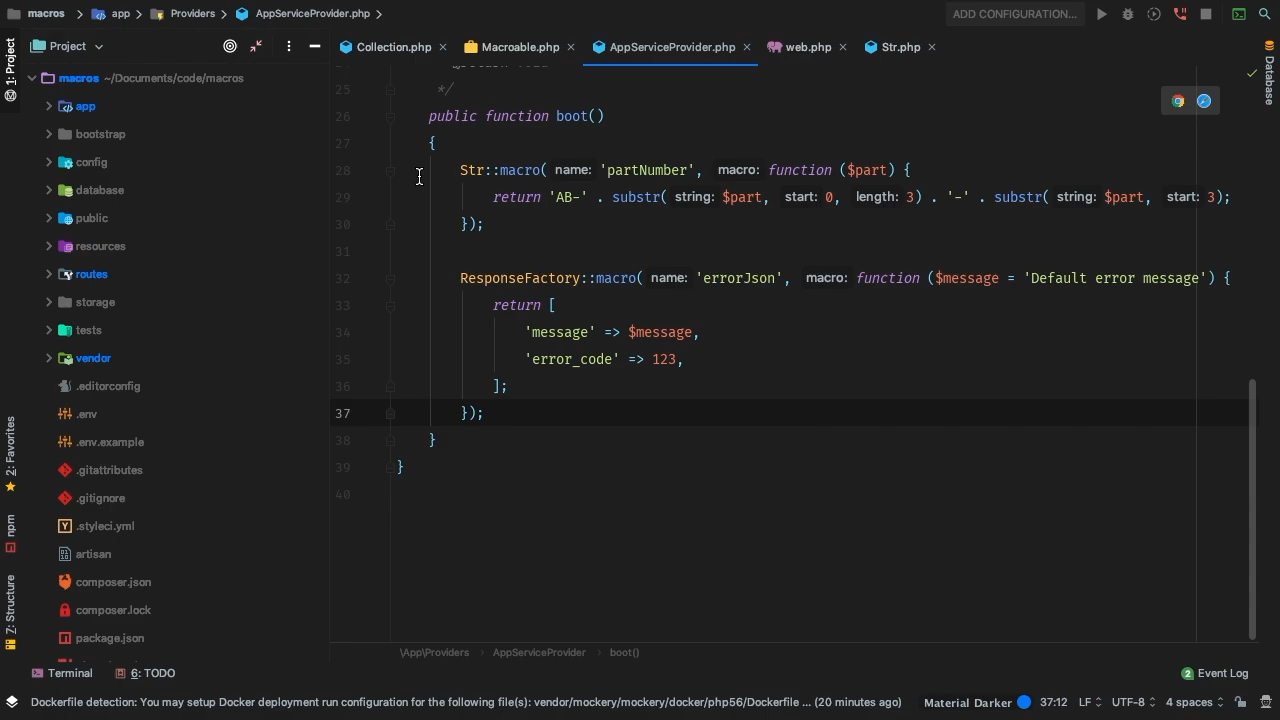 macros > app > Providers > AppServiceProvider.php >
ADD CONFIGURATION...
1: Project
Project
Collection.php
Macroable.php
AppServiceProvider.php
web.php
Str.php
Database
macros ~/Documents/code/macros
app
bootstrap
config
database
public
resources
routes
storage
tests
vendor
.editorconfig
.env
.env.example
.gitattributes
.gitignore
.styleci.yml
artisan
composer.json
composer.lock
package.json
2: Favorites
npm
7: Structure
25 */
26 public function boot()
27 {
28 Str::macro( name: 'partNumber', macro: function ($part) {
29 return 'AB-' . substr( string: $part, start: 0, length: 3) . '-' . substr( string: $part, start: 3);
30 });
31
32 ResponseFactory::macro( name: 'errorJson', macro: function ($message = 'Default error message') {
33 return [
34 'message' => $message,
35 'error_code' => 123,
36 ];
37 });
38 }
39 }
40
\App\Providers > AppServiceProvider > boot()
Terminal
6: TODO
2 Event Log
Dockerfile detection: You may setup Docker deployment run configuration for the following file(s): vendor/mockery/mockery/docker/php56/Dockerfile ... (20 minutes ago)
Material Darker
37:12
LF
UTF-8
4 spaces